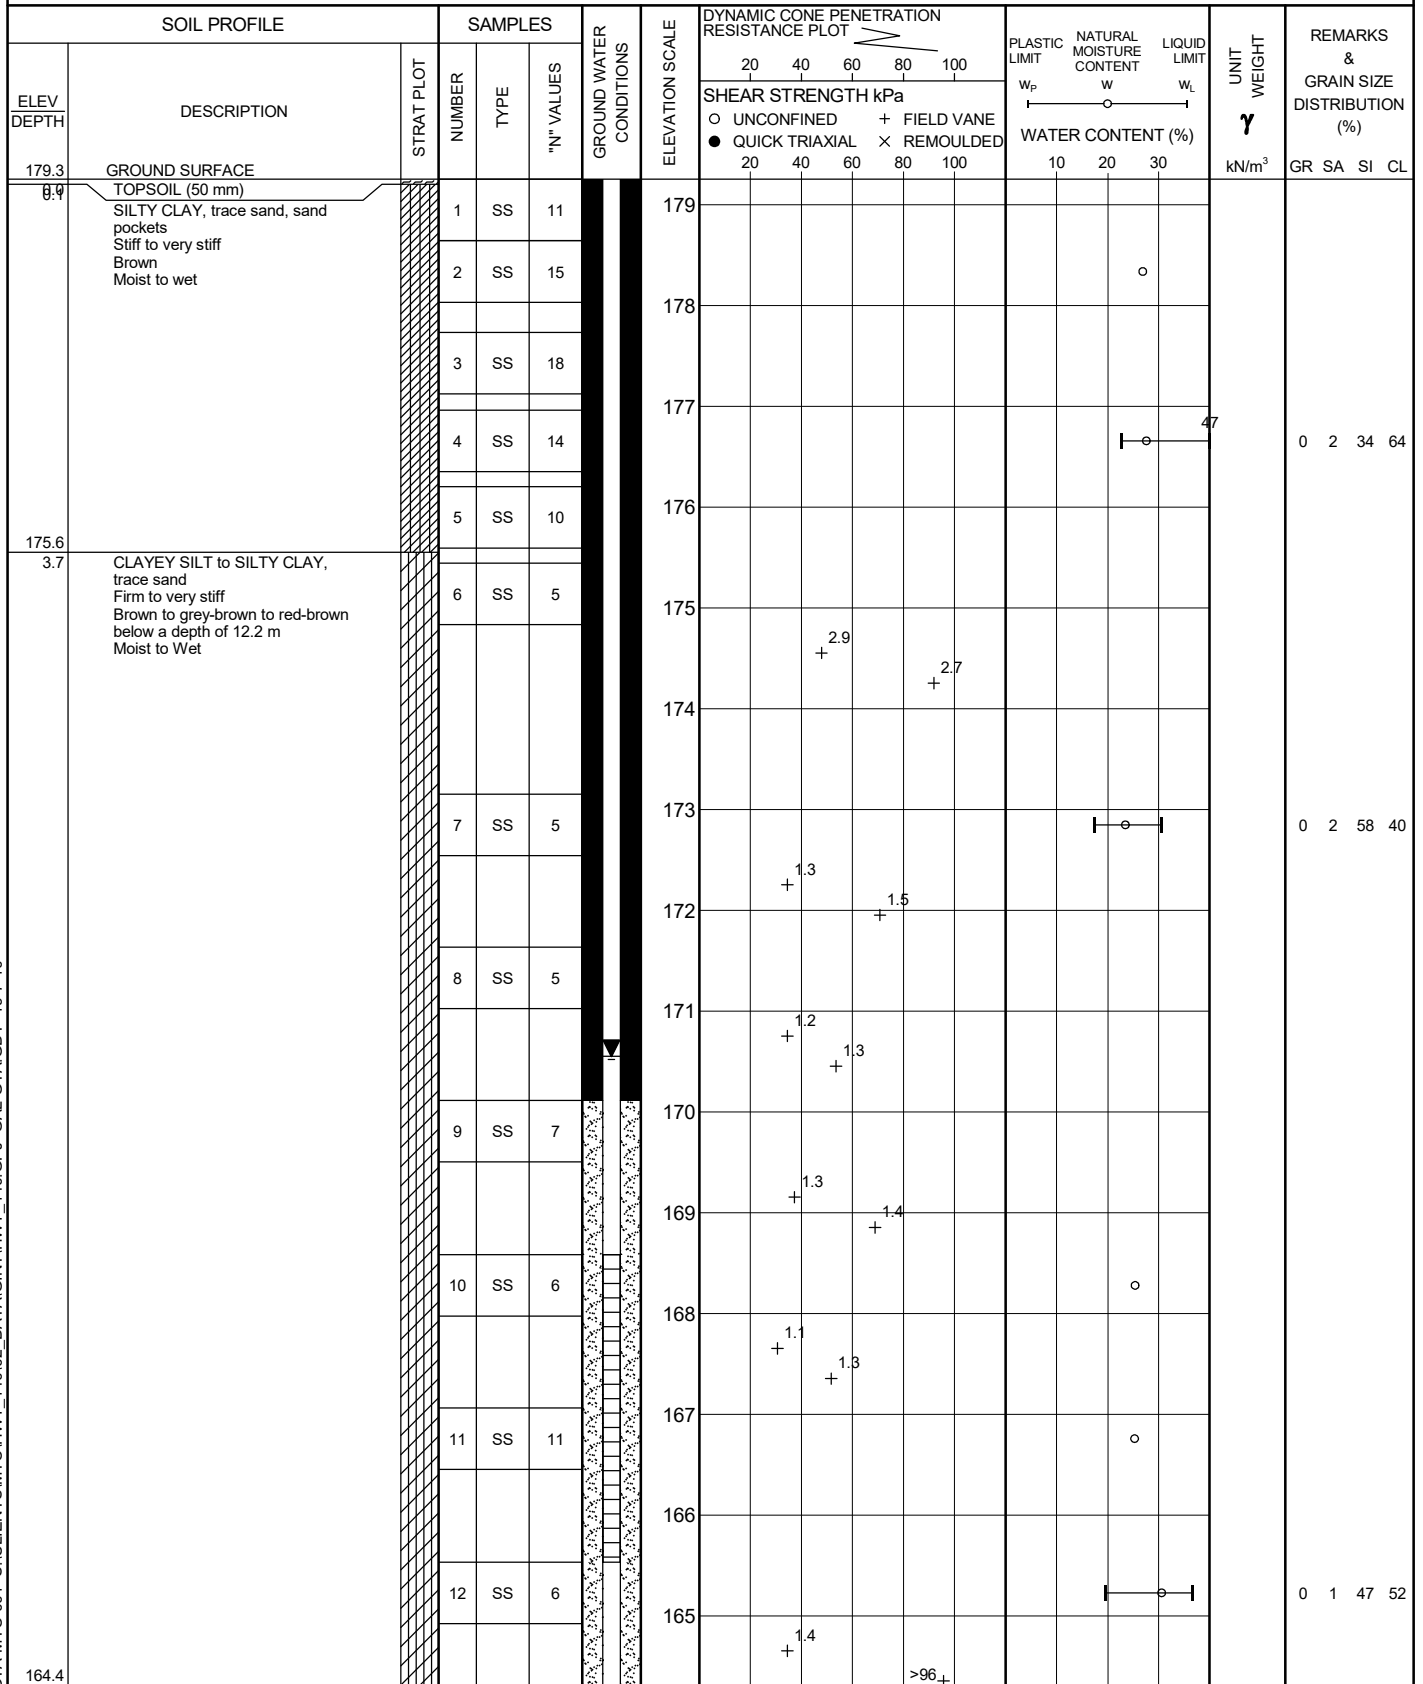 SOIL PROFILE
SAMPLES
GROUND WATER
CONDITIONS
ELEVATION SCALE
DYNAMIC CONE PENETRATION
RESISTANCE PLOT
20 40 60 80 100
SHEAR STRENGTH kPa
○ UNCONFINED + FIELD VANE
● QUICK TRIAXIAL × REMOULDED
20 40 60 80 100
PLASTIC
LIMIT
NATURAL
MOISTURE
CONTENT
LIQUID
LIMIT
WP W WL
WATER CONTENT (%)
10 20 30
UNIT
WEIGHT
γ
kN/m³
REMARKS
&
GRAIN SIZE
DISTRIBUTION
(%)
GR SA SI CL
ELEV
DEPTH
DESCRIPTION
STRAT PLOT
NUMBER
TYPE
"N" VALUES
179.3 GROUND SURFACE
0.0 TOPSOIL (50 mm)
0.1
SILTY CLAY, trace sand, sand
pockets
Stiff to very stiff
Brown
Moist to wet
1 SS 11
179
2 SS 15
178
3 SS 18
177
47
4 SS 14
0 2 34 64
176
5 SS 10
175.6
3.7 CLAYEY SILT to SILTY CLAY,
trace sand
Firm to very stiff
Brown to grey-brown to red-brown
below a depth of 12.2 m
Moist to Wet
6 SS 5
175
2.9
2.7
174
173
7 SS 5
0 2 58 40
1.3
1.5
172
8 SS 5
171
1.2
1.3
170
9 SS 7
1.3
1.4
169
10 SS 6
168
1.1
1.3
167
11 SS 11
166
12 SS 6
0 1 47 52
165
1.4
>96
164.4